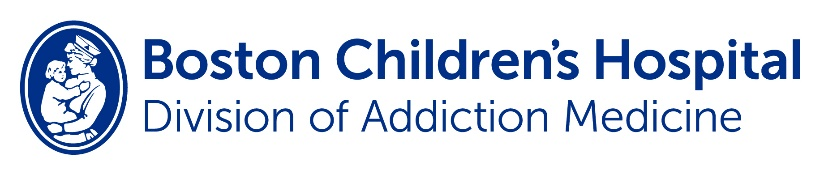 Boston Children's Hospital
Division of Addiction Medicine